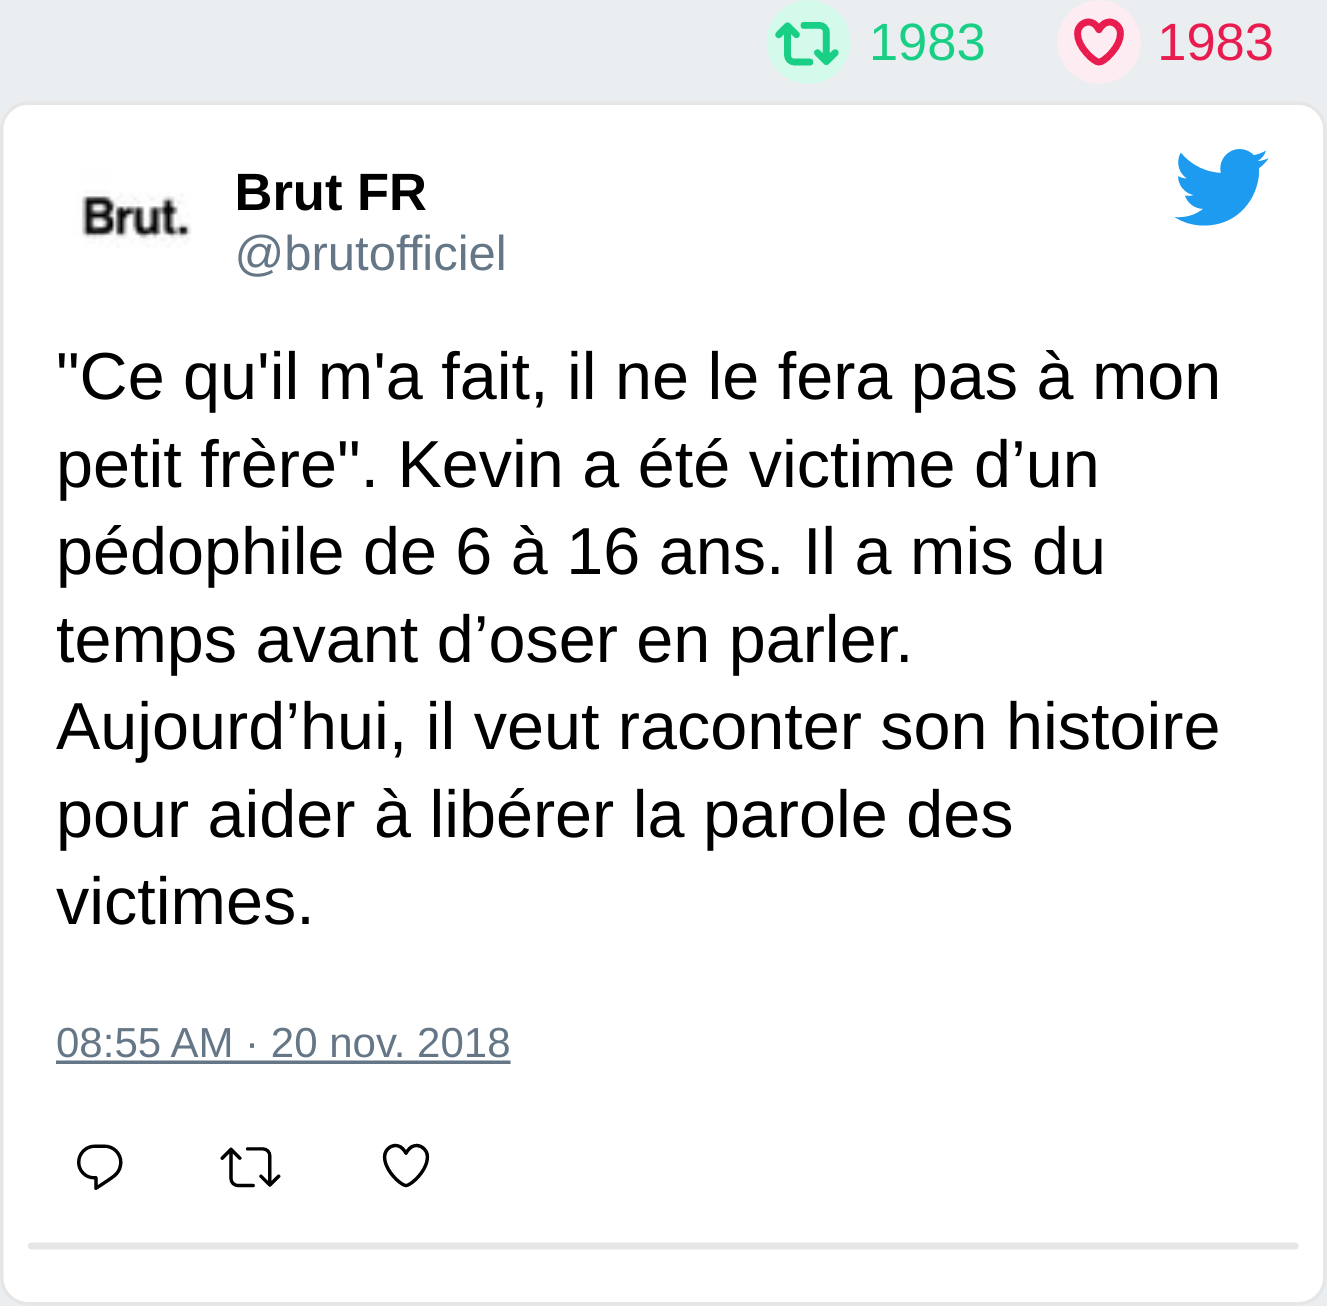 1983 1983
Brut. Brut FR
@brutofficiel
"Ce qu'il m'a fait, il ne le fera pas à mon
petit frère". Kevin a été victime d’un
pédophile de 6 à 16 ans. Il a mis du
temps avant d’oser en parler.
Aujourd’hui, il veut raconter son histoire
pour aider à libérer la parole des
victimes.
08:55 AM · 20 nov. 2018